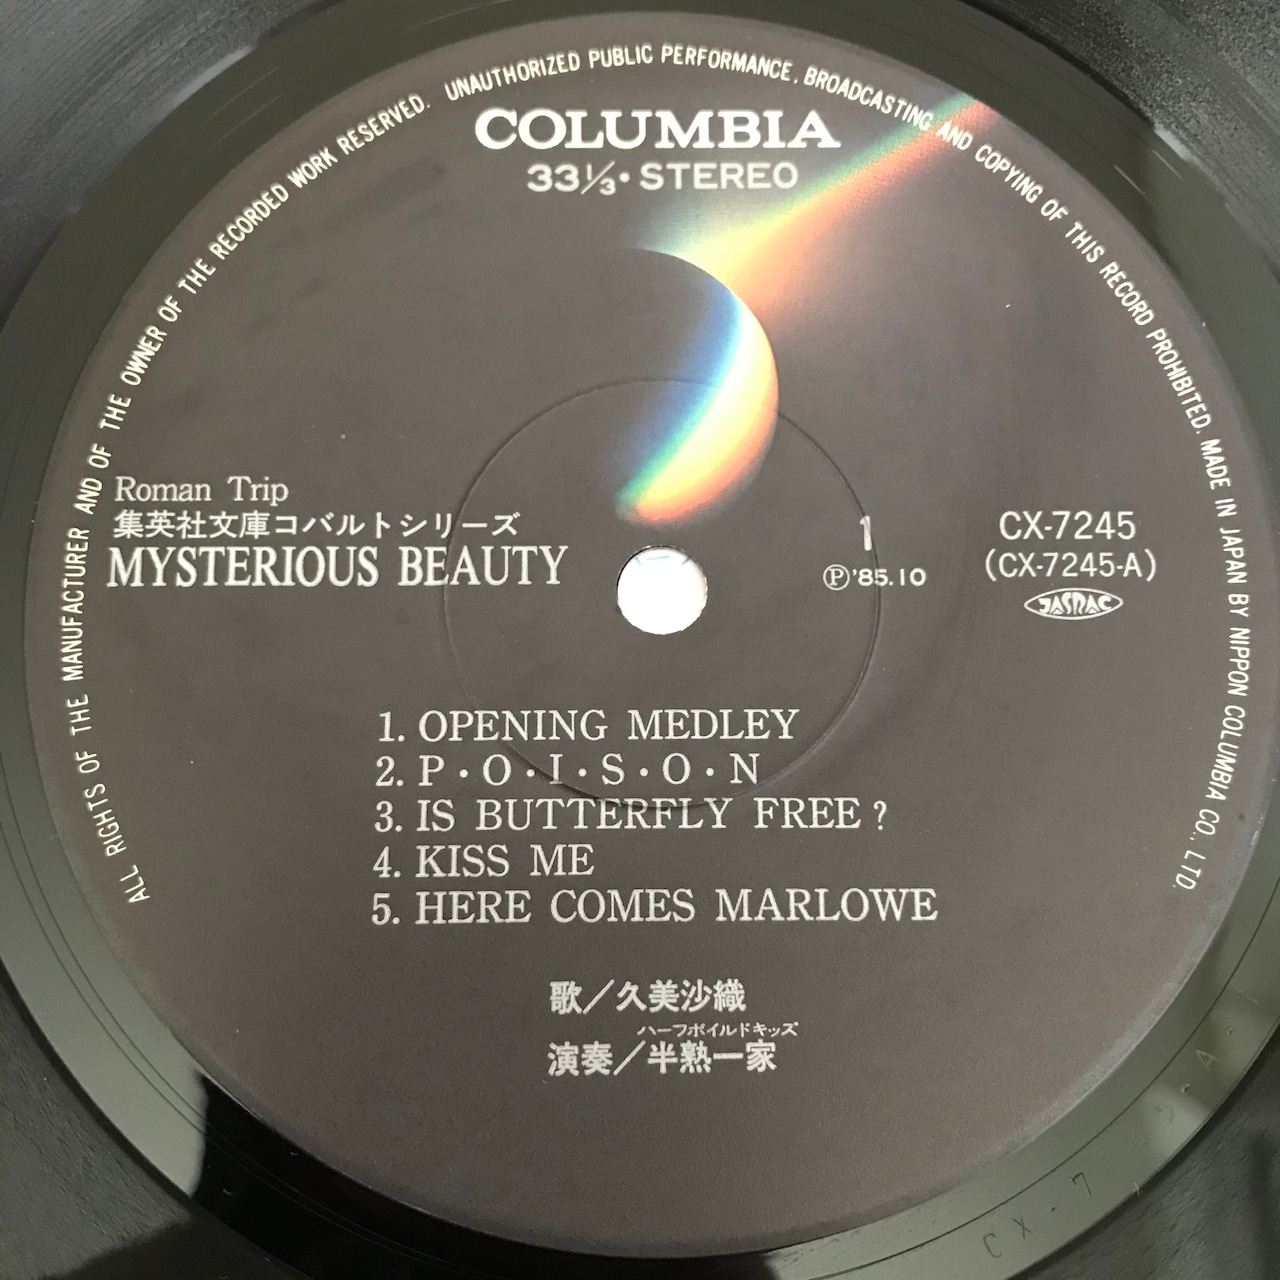 ALL RIGHTS OF THE MANUFACTURER AND OF THE OWNER OF THE RECORDED WORK RESERVED. UNAUTHORIZED PUBLIC PERFORMANCE, BROADCASTING AND COPYING OF THIS RECORD PROHIBITED. MADE IN JAPAN BY NIPPON COLUMBIA CO., LTD.
COLUMBIA
33⅓・STEREO
Roman Trip
集英社文庫コバルトシリーズ
MYSTERIOUS BEAUTY
1
Ⓟ'85.10
CX-7245
(CX-7245-A)
JASRAC
1. OPENING MEDLEY
2. P・O・I・S・O・N
3. IS BUTTERFLY FREE?
4. KISS ME
5. HERE COMES MARLOWE
歌／久美沙織
ハーフボイルドキッズ
演奏／半熟一家